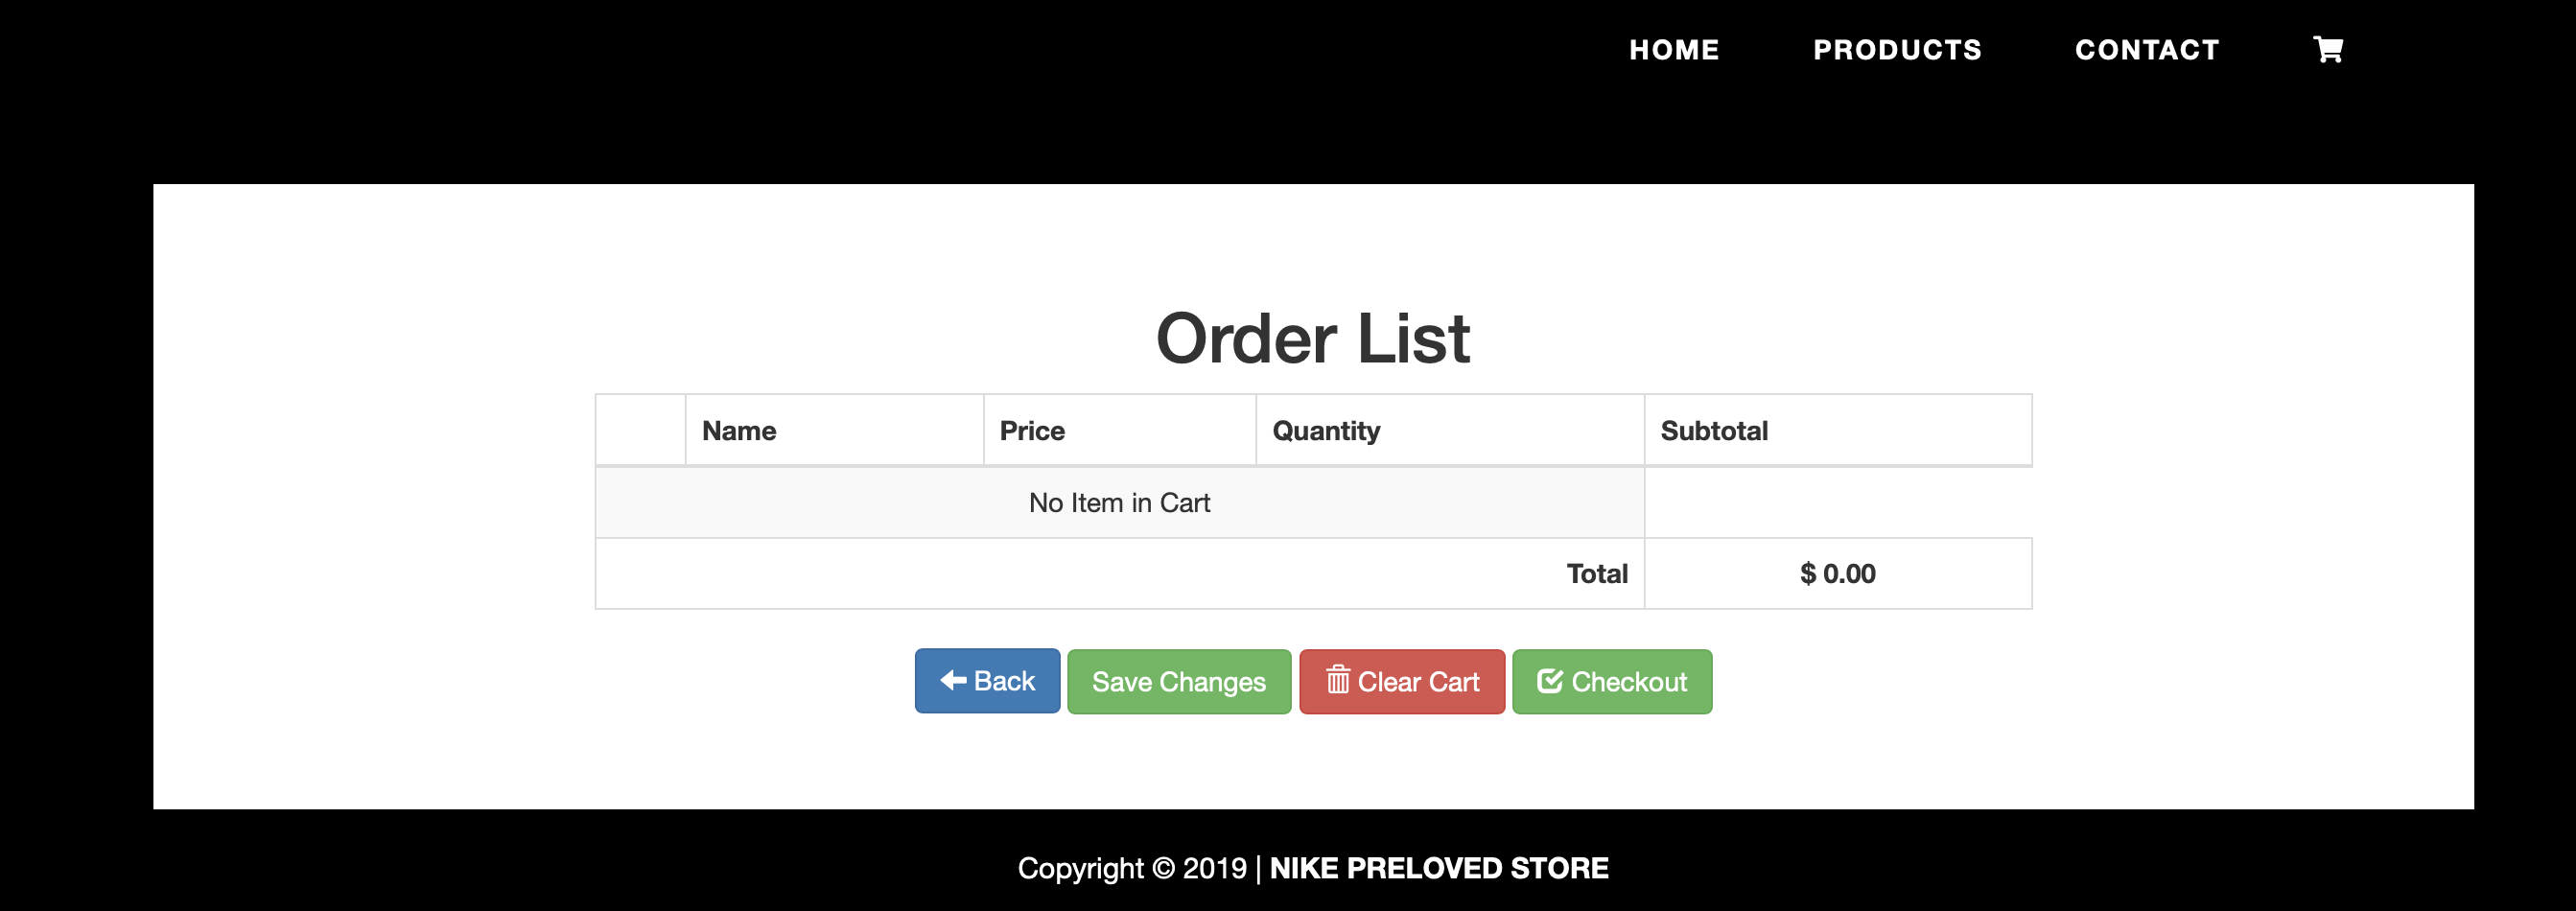 HOME PRODUCTS CONTACT
Order List
Name Price Quantity Subtotal
No Item in Cart
Total $ 0.00
Back Save Changes Clear Cart Checkout
Copyright © 2019 | NIKE PRELOVED STORE